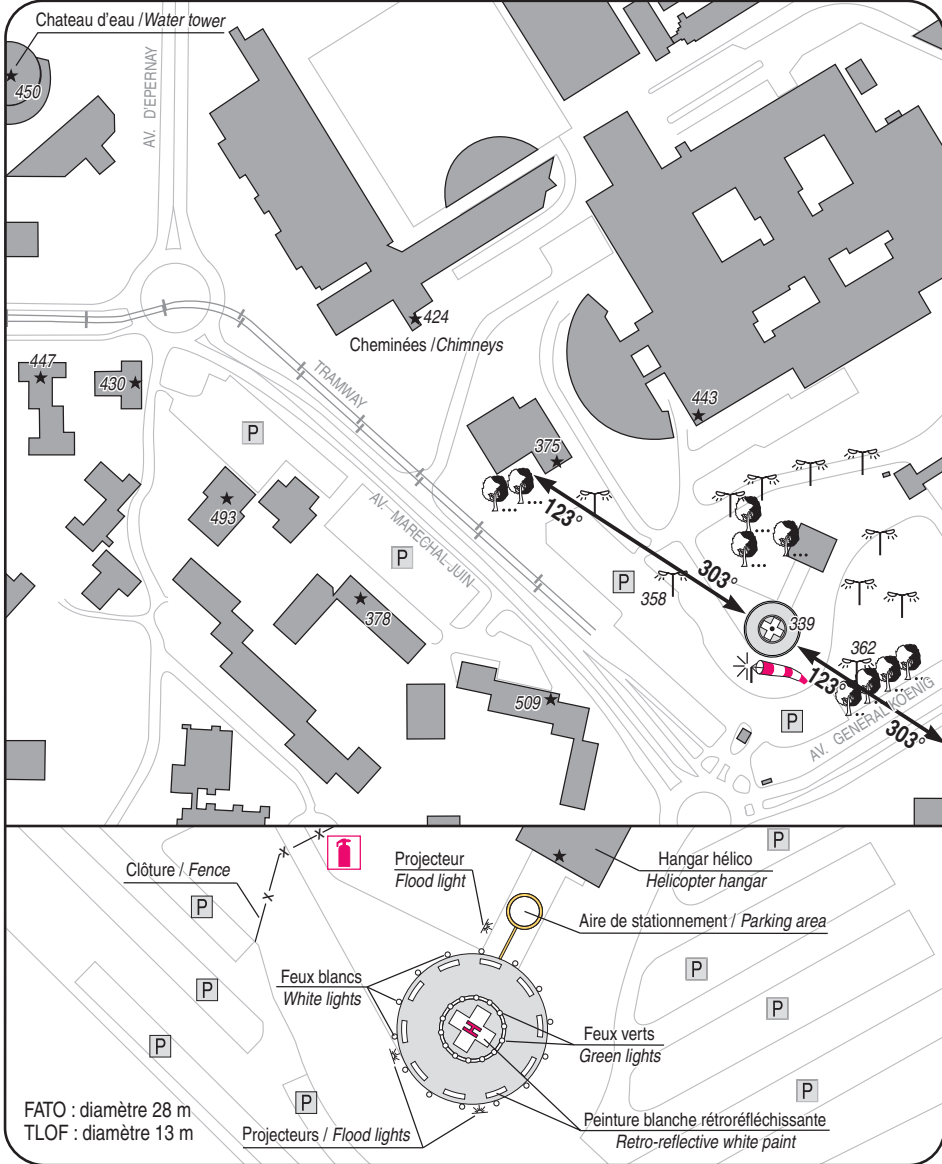 Chateau d'eau / Water tower
450
AV. D'EPERNAY
424
Cheminées / Chimneys
TRAMWAY
447
430
443
P
375
493
123°
AV. MARECHAL JUIN
P
303°
P
358
378
339
362
123°
509
P
AV. GENERAL KOENIG
303°
P
Clôture / Fence
Projecteur
Flood light
Hangar hélico
Helicopter hangar
P
Aire de stationnement / Parking area
P
Feux blancs
White lights
P
P
H
Feux verts
Green lights
P
P
P
FATO : diamètre 28 m
TLOF : diamètre 13 m
Projecteurs / Flood lights
Peinture blanche rétroréfléchissante
Retro-reflective white paint